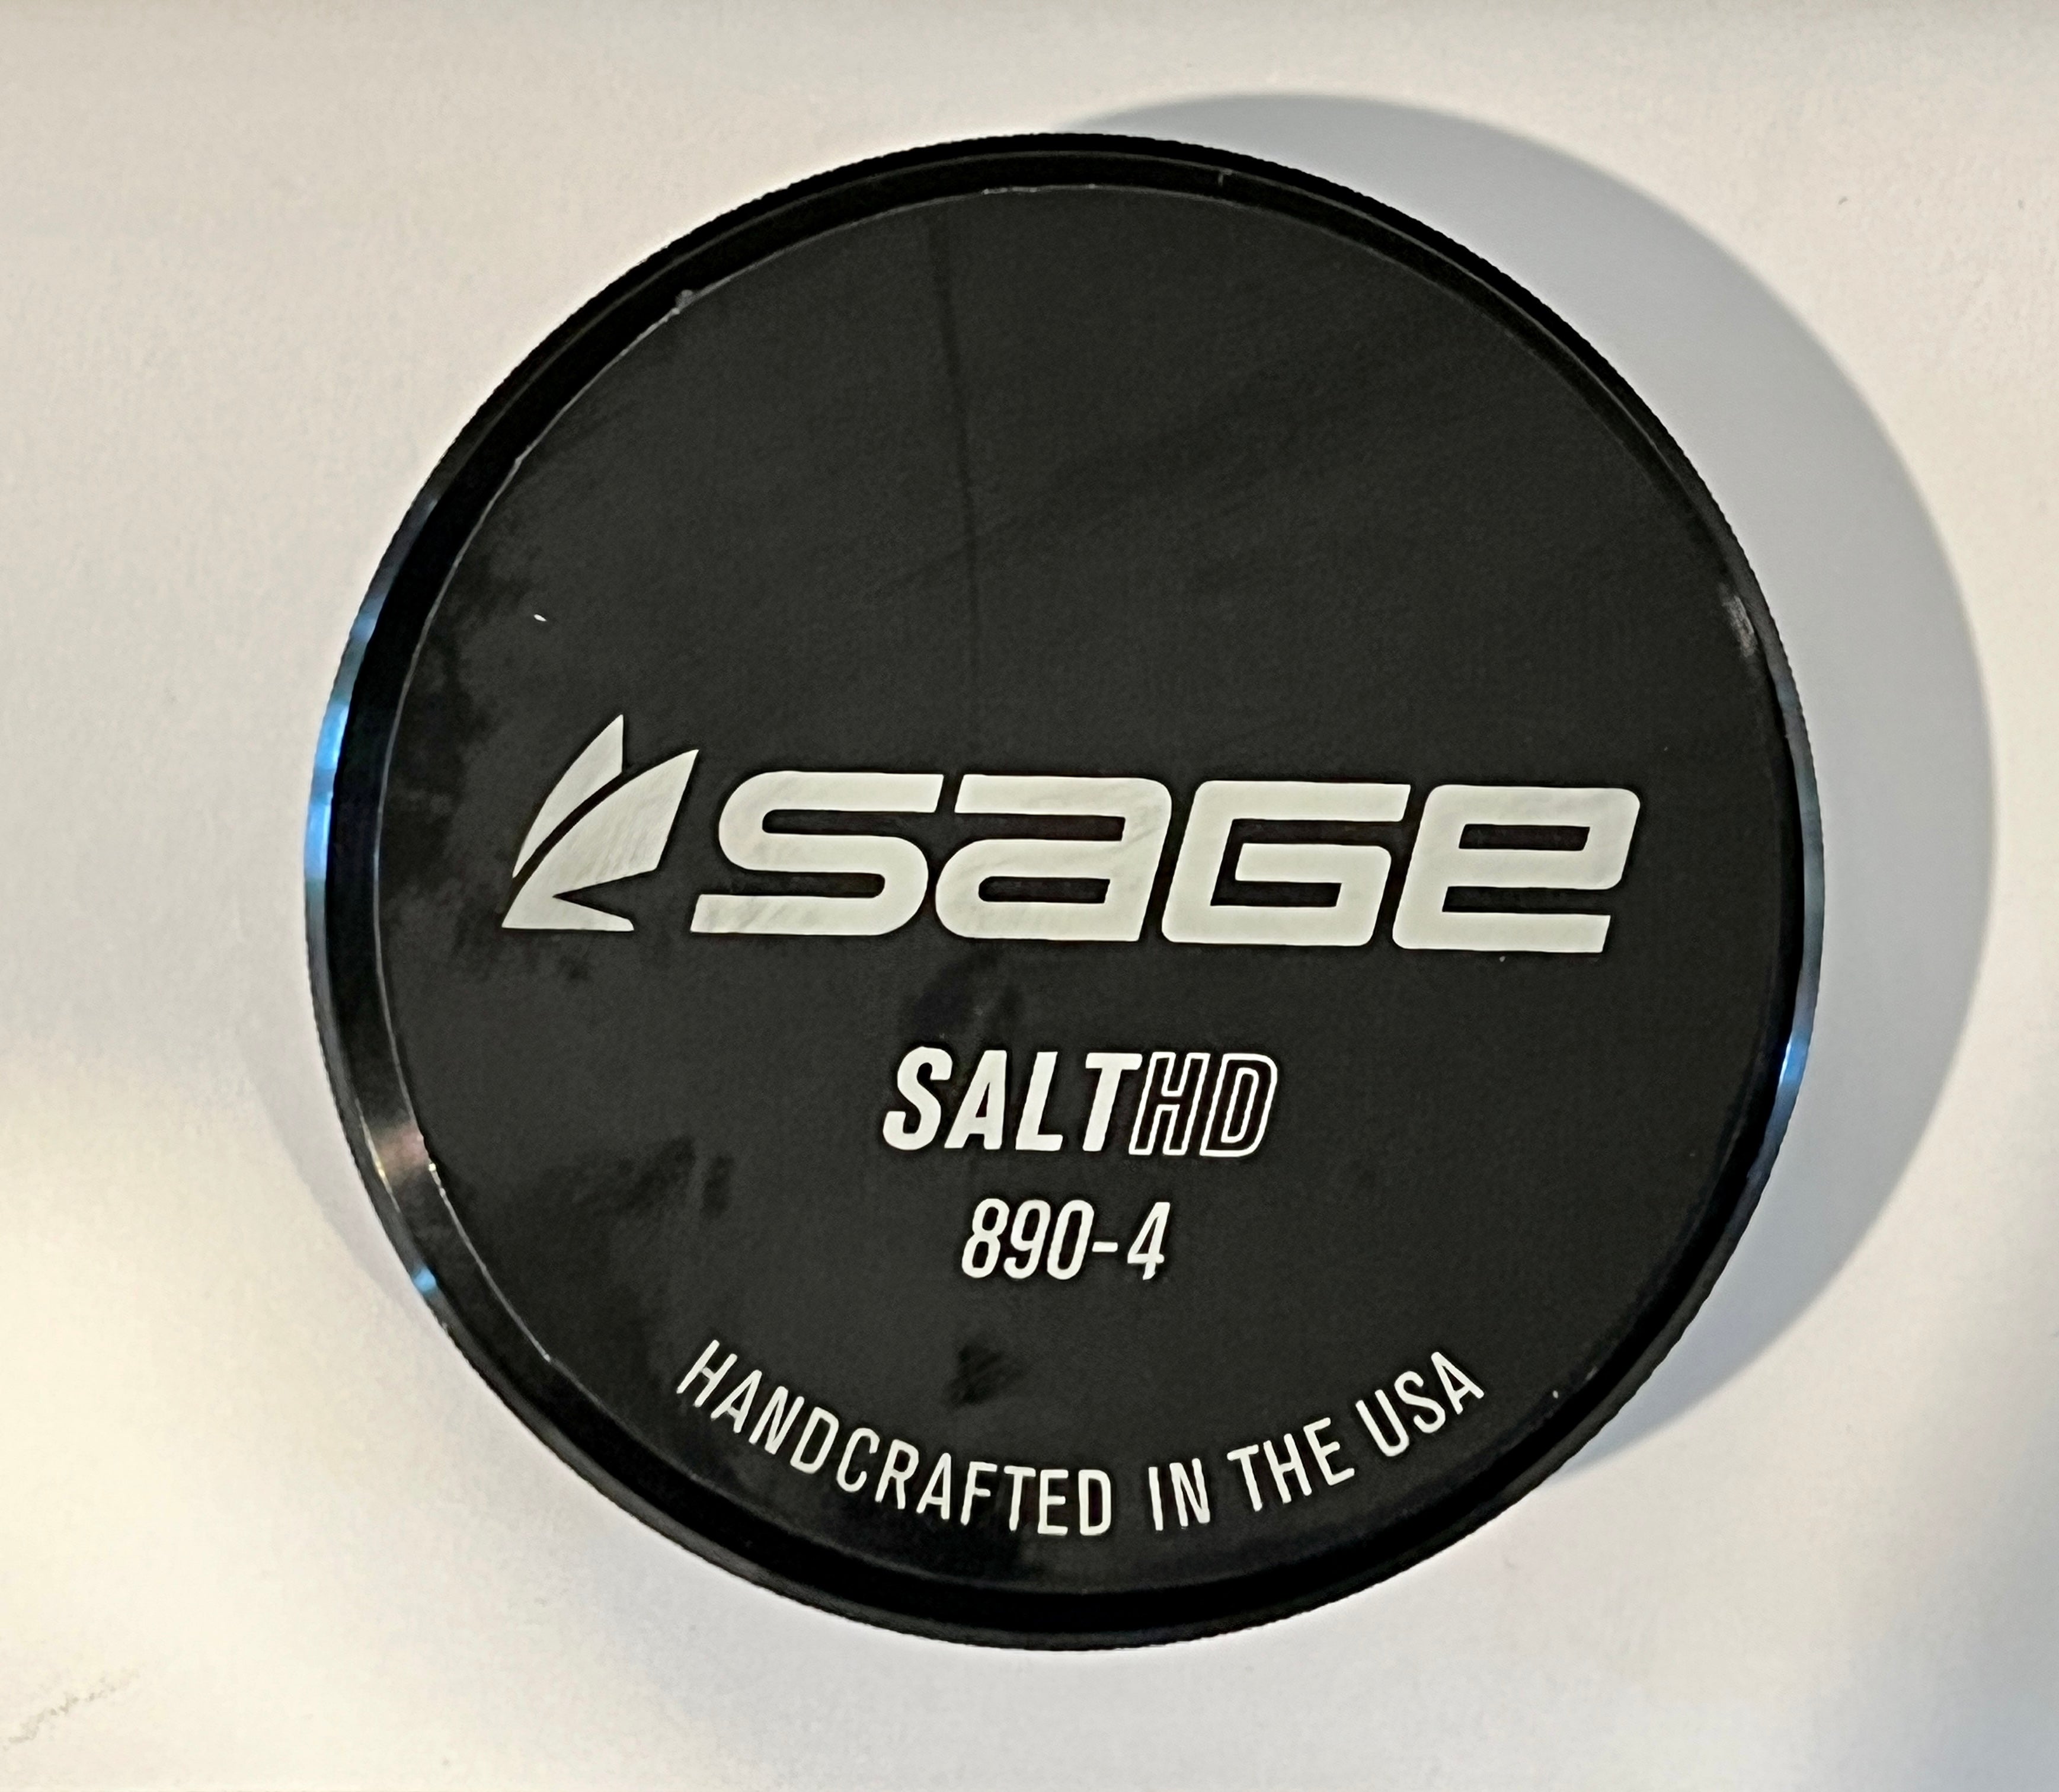 sage
SALTHD
890-4
HANDCRAFTED IN THE USA